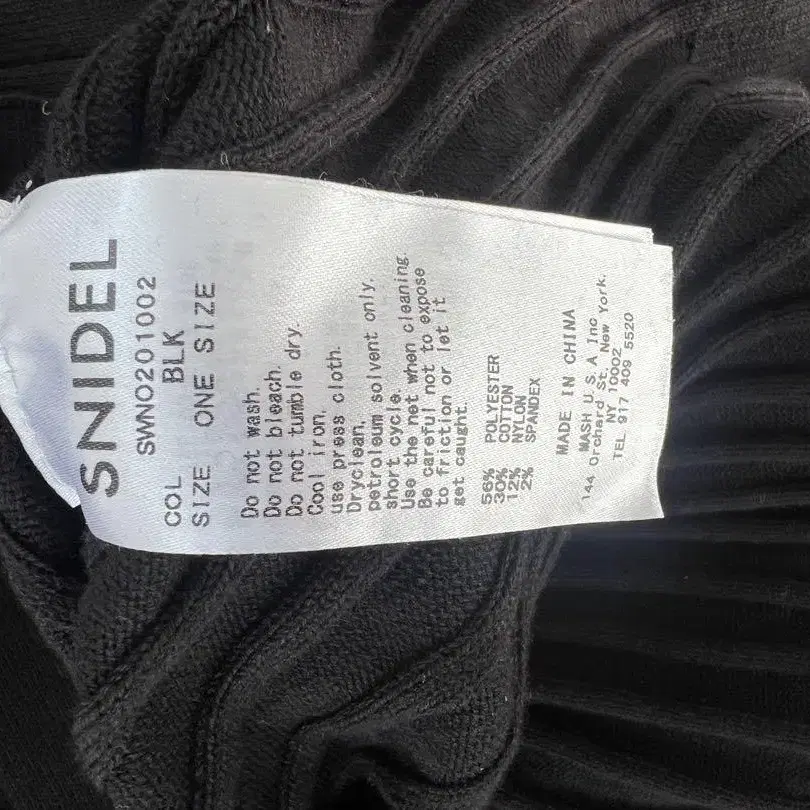 SNIDEL
SWNO201002
COL BLK
SIZE ONE SIZE
Do not wash.
Do not bleach.
Do not tumble dry.
Cool iron,
use press cloth.
Dryclean,
petroleum solvent only.
short cycle.
Use the net when cleaning.
Be careful not to expose
to friction or let it
get caught.
56% POLYESTER
30% COTTON
12% NYLON
2% SPANDEX
MADE IN CHINA
MASH U.S.A Inc
144 Orchard St, New York.
NY 10002
TEL 917 409 5520